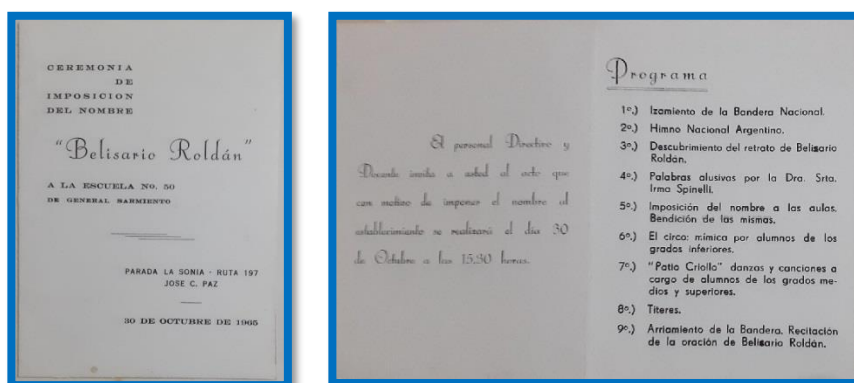 CEREMONIA
DE
IMPOSICION
DEL NOMBRE
"Belisario Roldán"
A LA ESCUELA No. 50
DE GENERAL SARMIENTO
PARADA LA SONIA - RUTA 197
JOSE C. PAZ
30 DE OCTUBRE DE 1965
El personal Directivo y
Docente invita a usted al acto que
con motivo de imponer el nombre al
establecimiento se realizará el día 30
de Octubre a las 15,30 horas.
Programa
1º.) Izamiento de la Bandera Nacional.
2º.) Himno Nacional Argentino.
3º.) Descubrimiento del retrato de Belisario
Roldán.
4º.) Palabras alusivas por la Dra. Srta.
Irma Spinelli.
5º.) Imposición del nombre a las aulas.
Bendición de las mismas.
6º.) El circo: mímica por alumnos de los
grados inferiores.
7º.) "Patio Criollo" danzas y canciones a
cargo de alumnos de los grados me-
dios y superiores.
8º.) Títeres.
9º.) Arriamiento de la Bandera. Recitación
de la oración de Belisario Roldán.